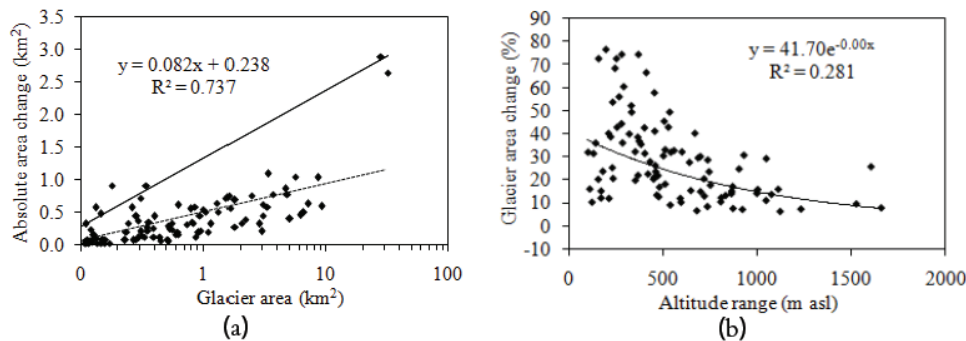 3.5
3.0
2.5
2.0
1.5
1.0
0.5
0.0
Absolute area change (km²)
y = 0.082x + 0.238
R² = 0.737
0 1 10 100
Glacier area (km²)
(a)
90
80
70
60
50
40
30
20
10
0
-10
Glacier area change (%)
y = 41.70e^-0.00x
R² = 0.281
0 500 1000 1500 2000
Altitude range (m asl)
(b)